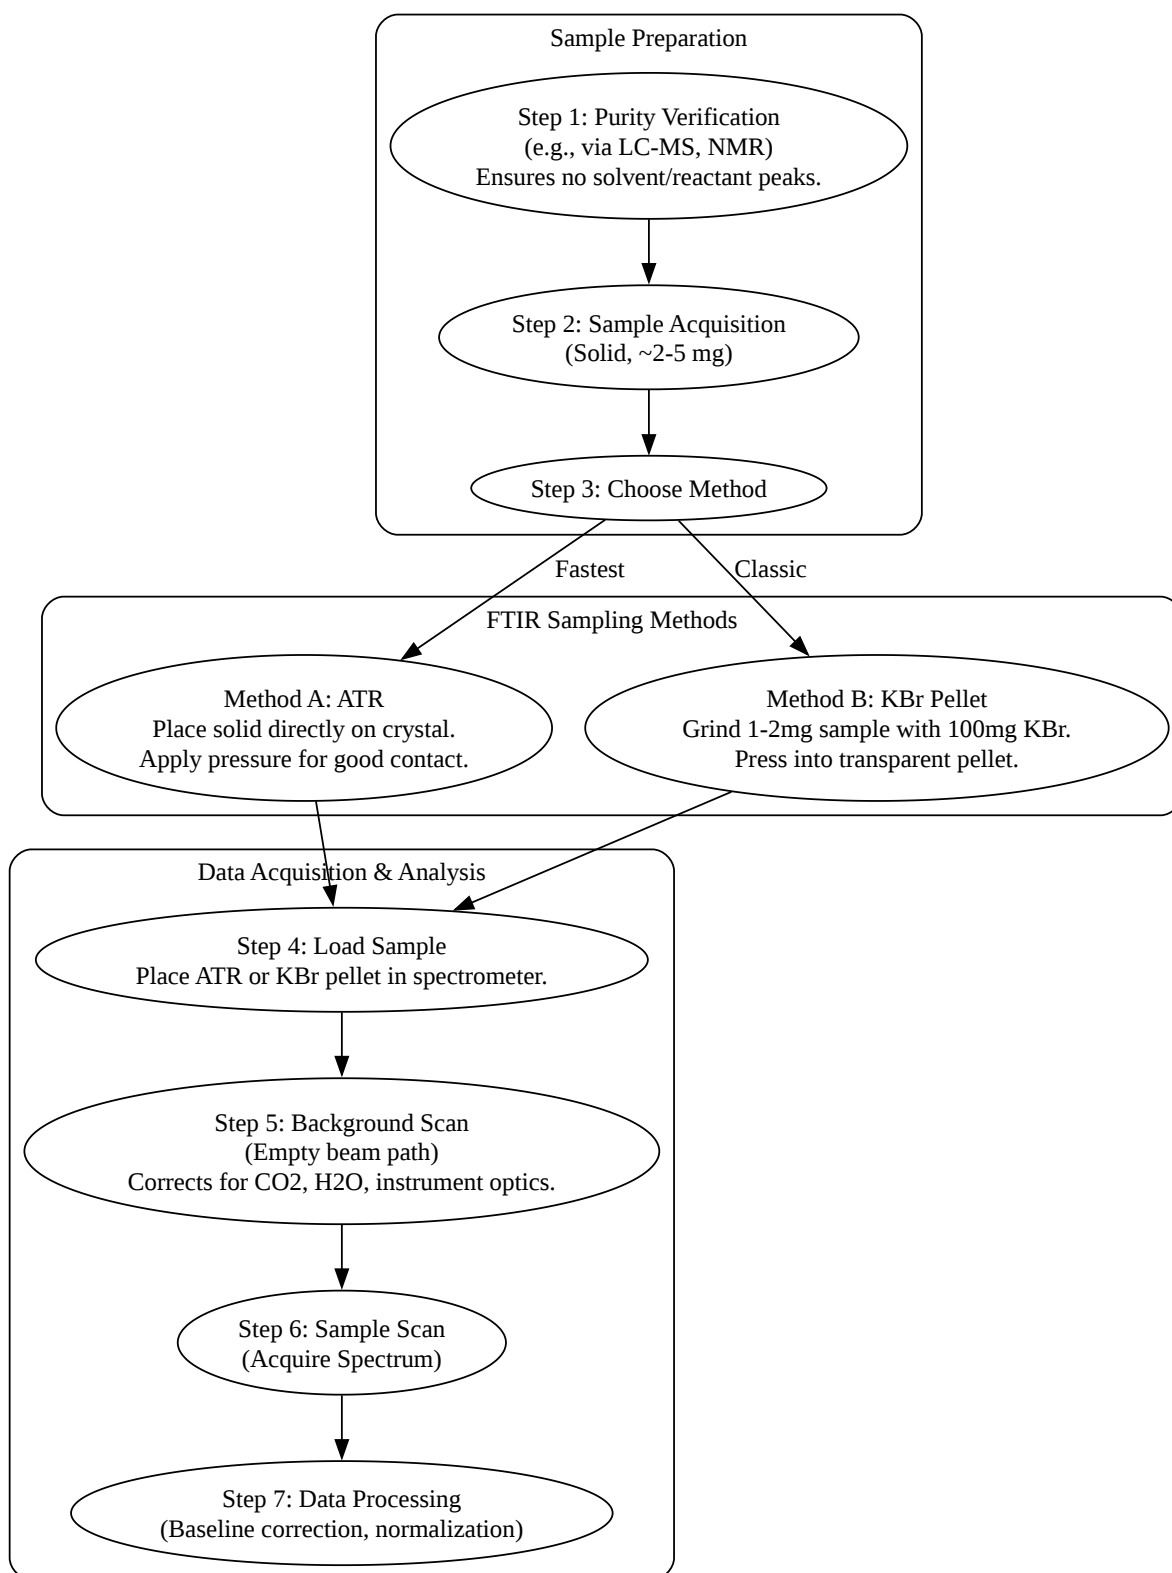 Sample Preparation
Step 1: Purity Verification
(e.g., via LC-MS, NMR)
Ensures no solvent/reactant peaks.
Step 2: Sample Acquisition
(Solid, ~2-5 mg)
Step 3: Choose Method
Fastest
Classic
FTIR Sampling Methods
Method A: ATR
Place solid directly on crystal.
Apply pressure for good contact.
Method B: KBr Pellet
Grind 1-2mg sample with 100mg KBr.
Press into transparent pellet.
Data Acquisition & Analysis
Step 4: Load Sample
Place ATR or KBr pellet in spectrometer.
Step 5: Background Scan
(Empty beam path)
Corrects for CO2, H2O, instrument optics.
Step 6: Sample Scan
(Acquire Spectrum)
Step 7: Data Processing
(Baseline correction, normalization)